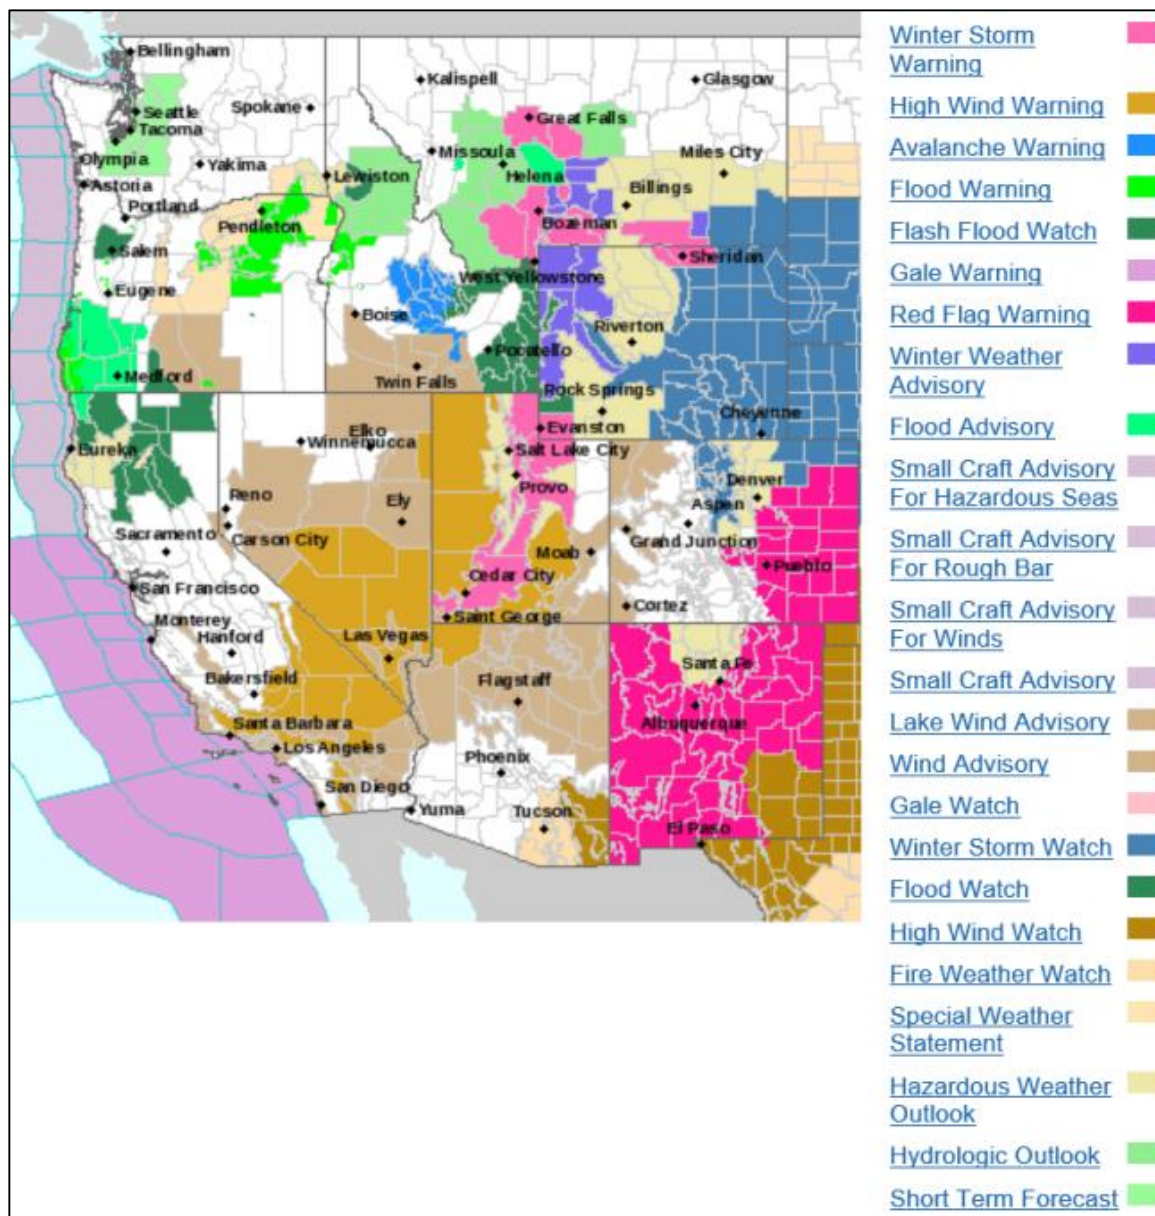 Bellingham
Kalispell
Glasgow
Seattle
Spokane
Great Falls
Tacoma
Olympia
Yakima
Missoula
Helena
Miles City
Lewiston
Astoria
Billings
Portland
Pendleton
Bozeman
Salem
Sheridan
West Yellowstone
Eugene
Boise
Riverton
Pocatello
Medford
Twin Falls
Rock Springs
Cheyenne
Elko
Evanston
Eureka
Winnemucca
Salt Lake City
Provo
Denver
Reno
Ely
Aspen
Sacramento
Carson City
Moab
Grand Junction
Pueblo
San Francisco
Cedar City
Cortez
Saint George
Monterey
Hanford
Las Vegas
Santa Fe
Bakersfield
Flagstaff
Albuquerque
Santa Barbara
Los Angeles
Phoenix
San Diego
Yuma
Tucson
El Paso
Winter Storm
Warning
High Wind Warning
Avalanche Warning
Flood Warning
Flash Flood Watch
Gale Warning
Red Flag Warning
Winter Weather
Advisory
Flood Advisory
Small Craft Advisory
For Hazardous Seas
Small Craft Advisory
For Rough Bar
Small Craft Advisory
For Winds
Small Craft Advisory
Lake Wind Advisory
Wind Advisory
Gale Watch
Winter Storm Watch
Flood Watch
High Wind Watch
Fire Weather Watch
Special Weather
Statement
Hazardous Weather
Outlook
Hydrologic Outlook
Short Term Forecast